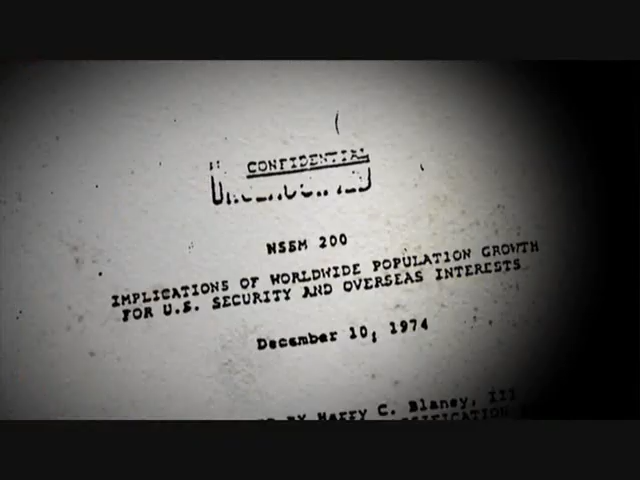 CONFIDENTIAL
NSSM 200
IMPLICATIONS OF WORLDWIDE POPULATION GROWTH
FOR U.S. SECURITY AND OVERSEAS INTERESTS
December 10, 1974
BY Harry C. Blaney, III